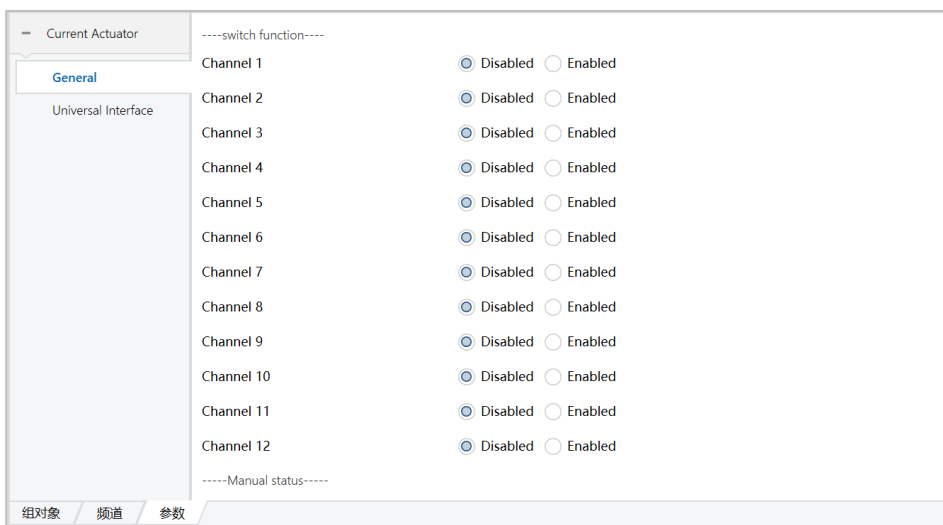 Current Actuator
General
Universal Interface
----switch function----
Channel 1 Disabled Enabled
Channel 2 Disabled Enabled
Channel 3 Disabled Enabled
Channel 4 Disabled Enabled
Channel 5 Disabled Enabled
Channel 6 Disabled Enabled
Channel 7 Disabled Enabled
Channel 8 Disabled Enabled
Channel 9 Disabled Enabled
Channel 10 Disabled Enabled
Channel 11 Disabled Enabled
Channel 12 Disabled Enabled
-----Manual status-----
组对象 频道 参数